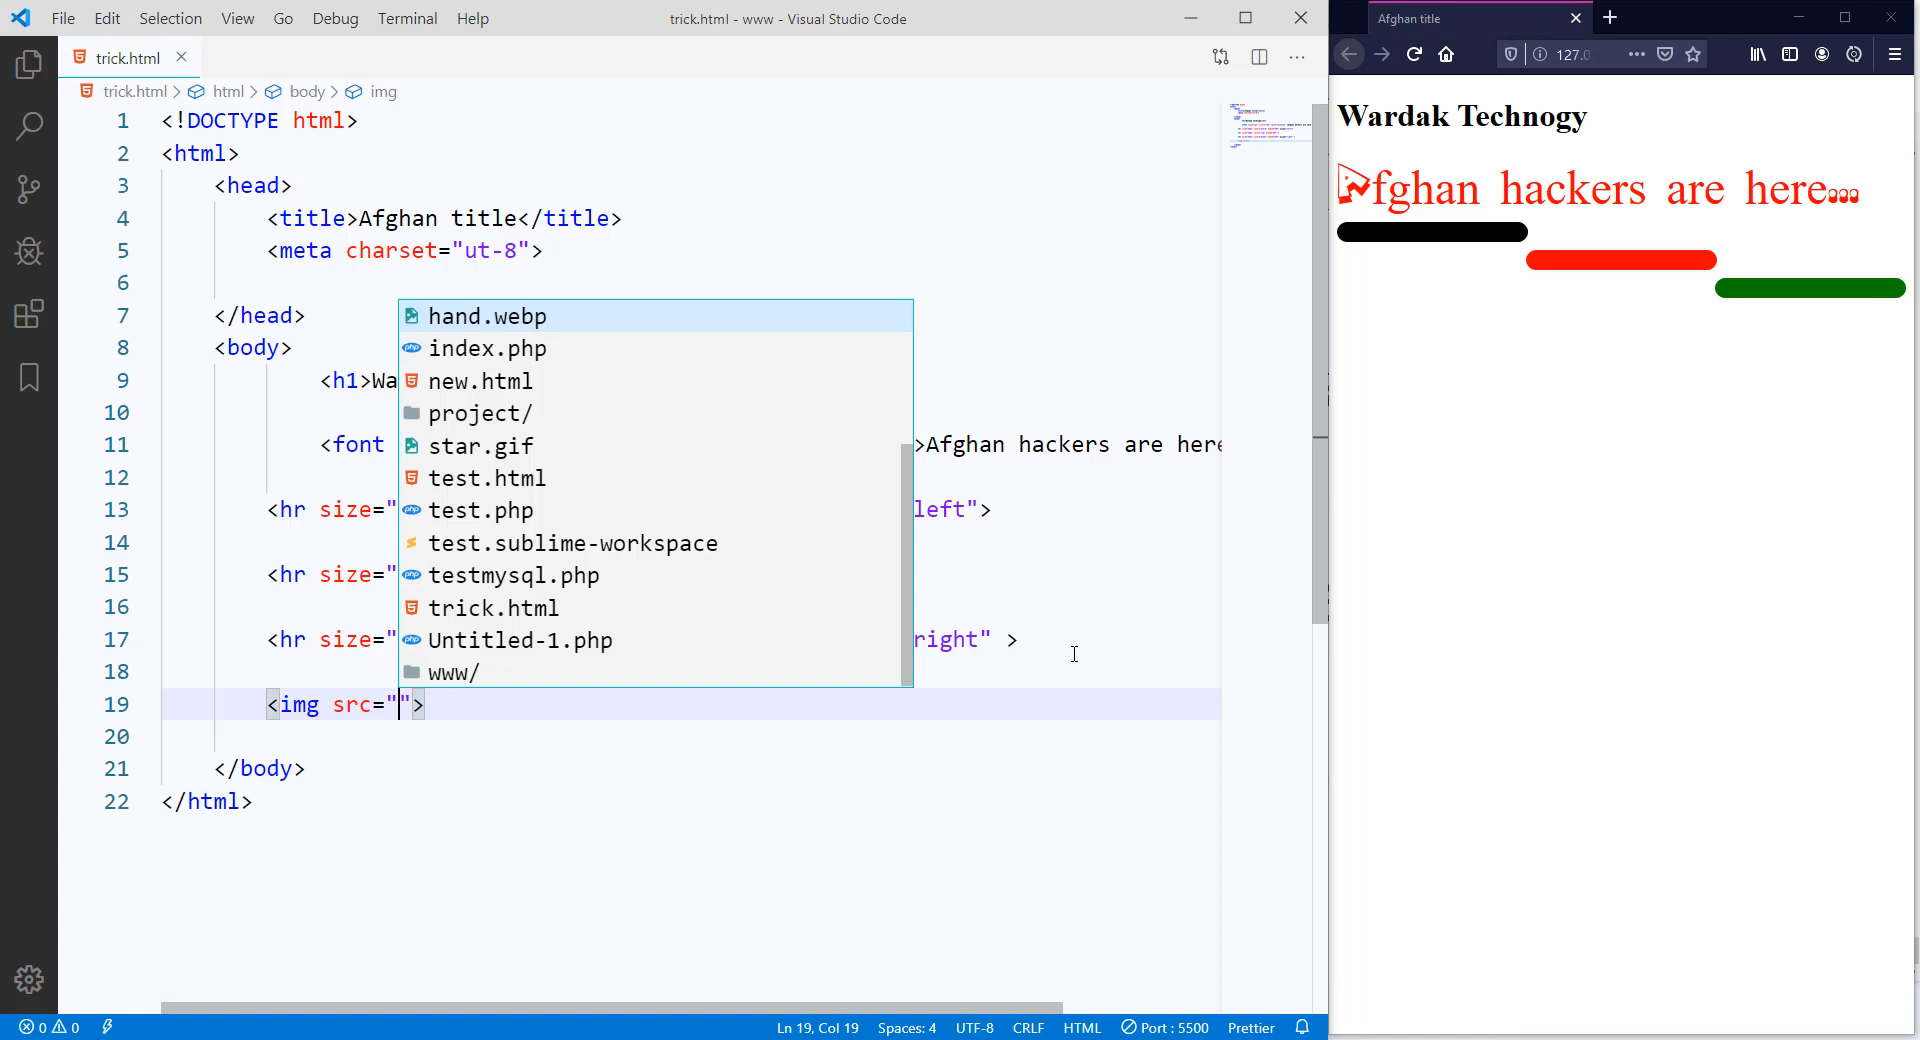 File Edit Selection View Go Debug Terminal Help
trick.html - www - Visual Studio Code
trick.html
trick.html > html > body > img
1 <!DOCTYPE html>
2 <html>
3 <head>
4 <title>Afghan title</title>
5 <meta charset="ut-8">
6
7 </head>
8 <body>
9 <h1>Wa
10
11 <font >Afghan hackers are here
12
13 <hr size=" left">
14
15 <hr size="
16
17 <hr size=" right" >
18
19 <img src="">
20
21 </body>
22 </html>
hand.webp
index.php
new.html
project/
star.gif
test.html
test.php
test.sublime-workspace
testmysql.php
trick.html
Untitled-1.php
www/
0 0
Ln 19, Col 19 Spaces: 4 UTF-8 CRLF HTML Port : 5500 Prettier
Afghan title
127.0
Wardak Technogy
Afghan hackers are here...